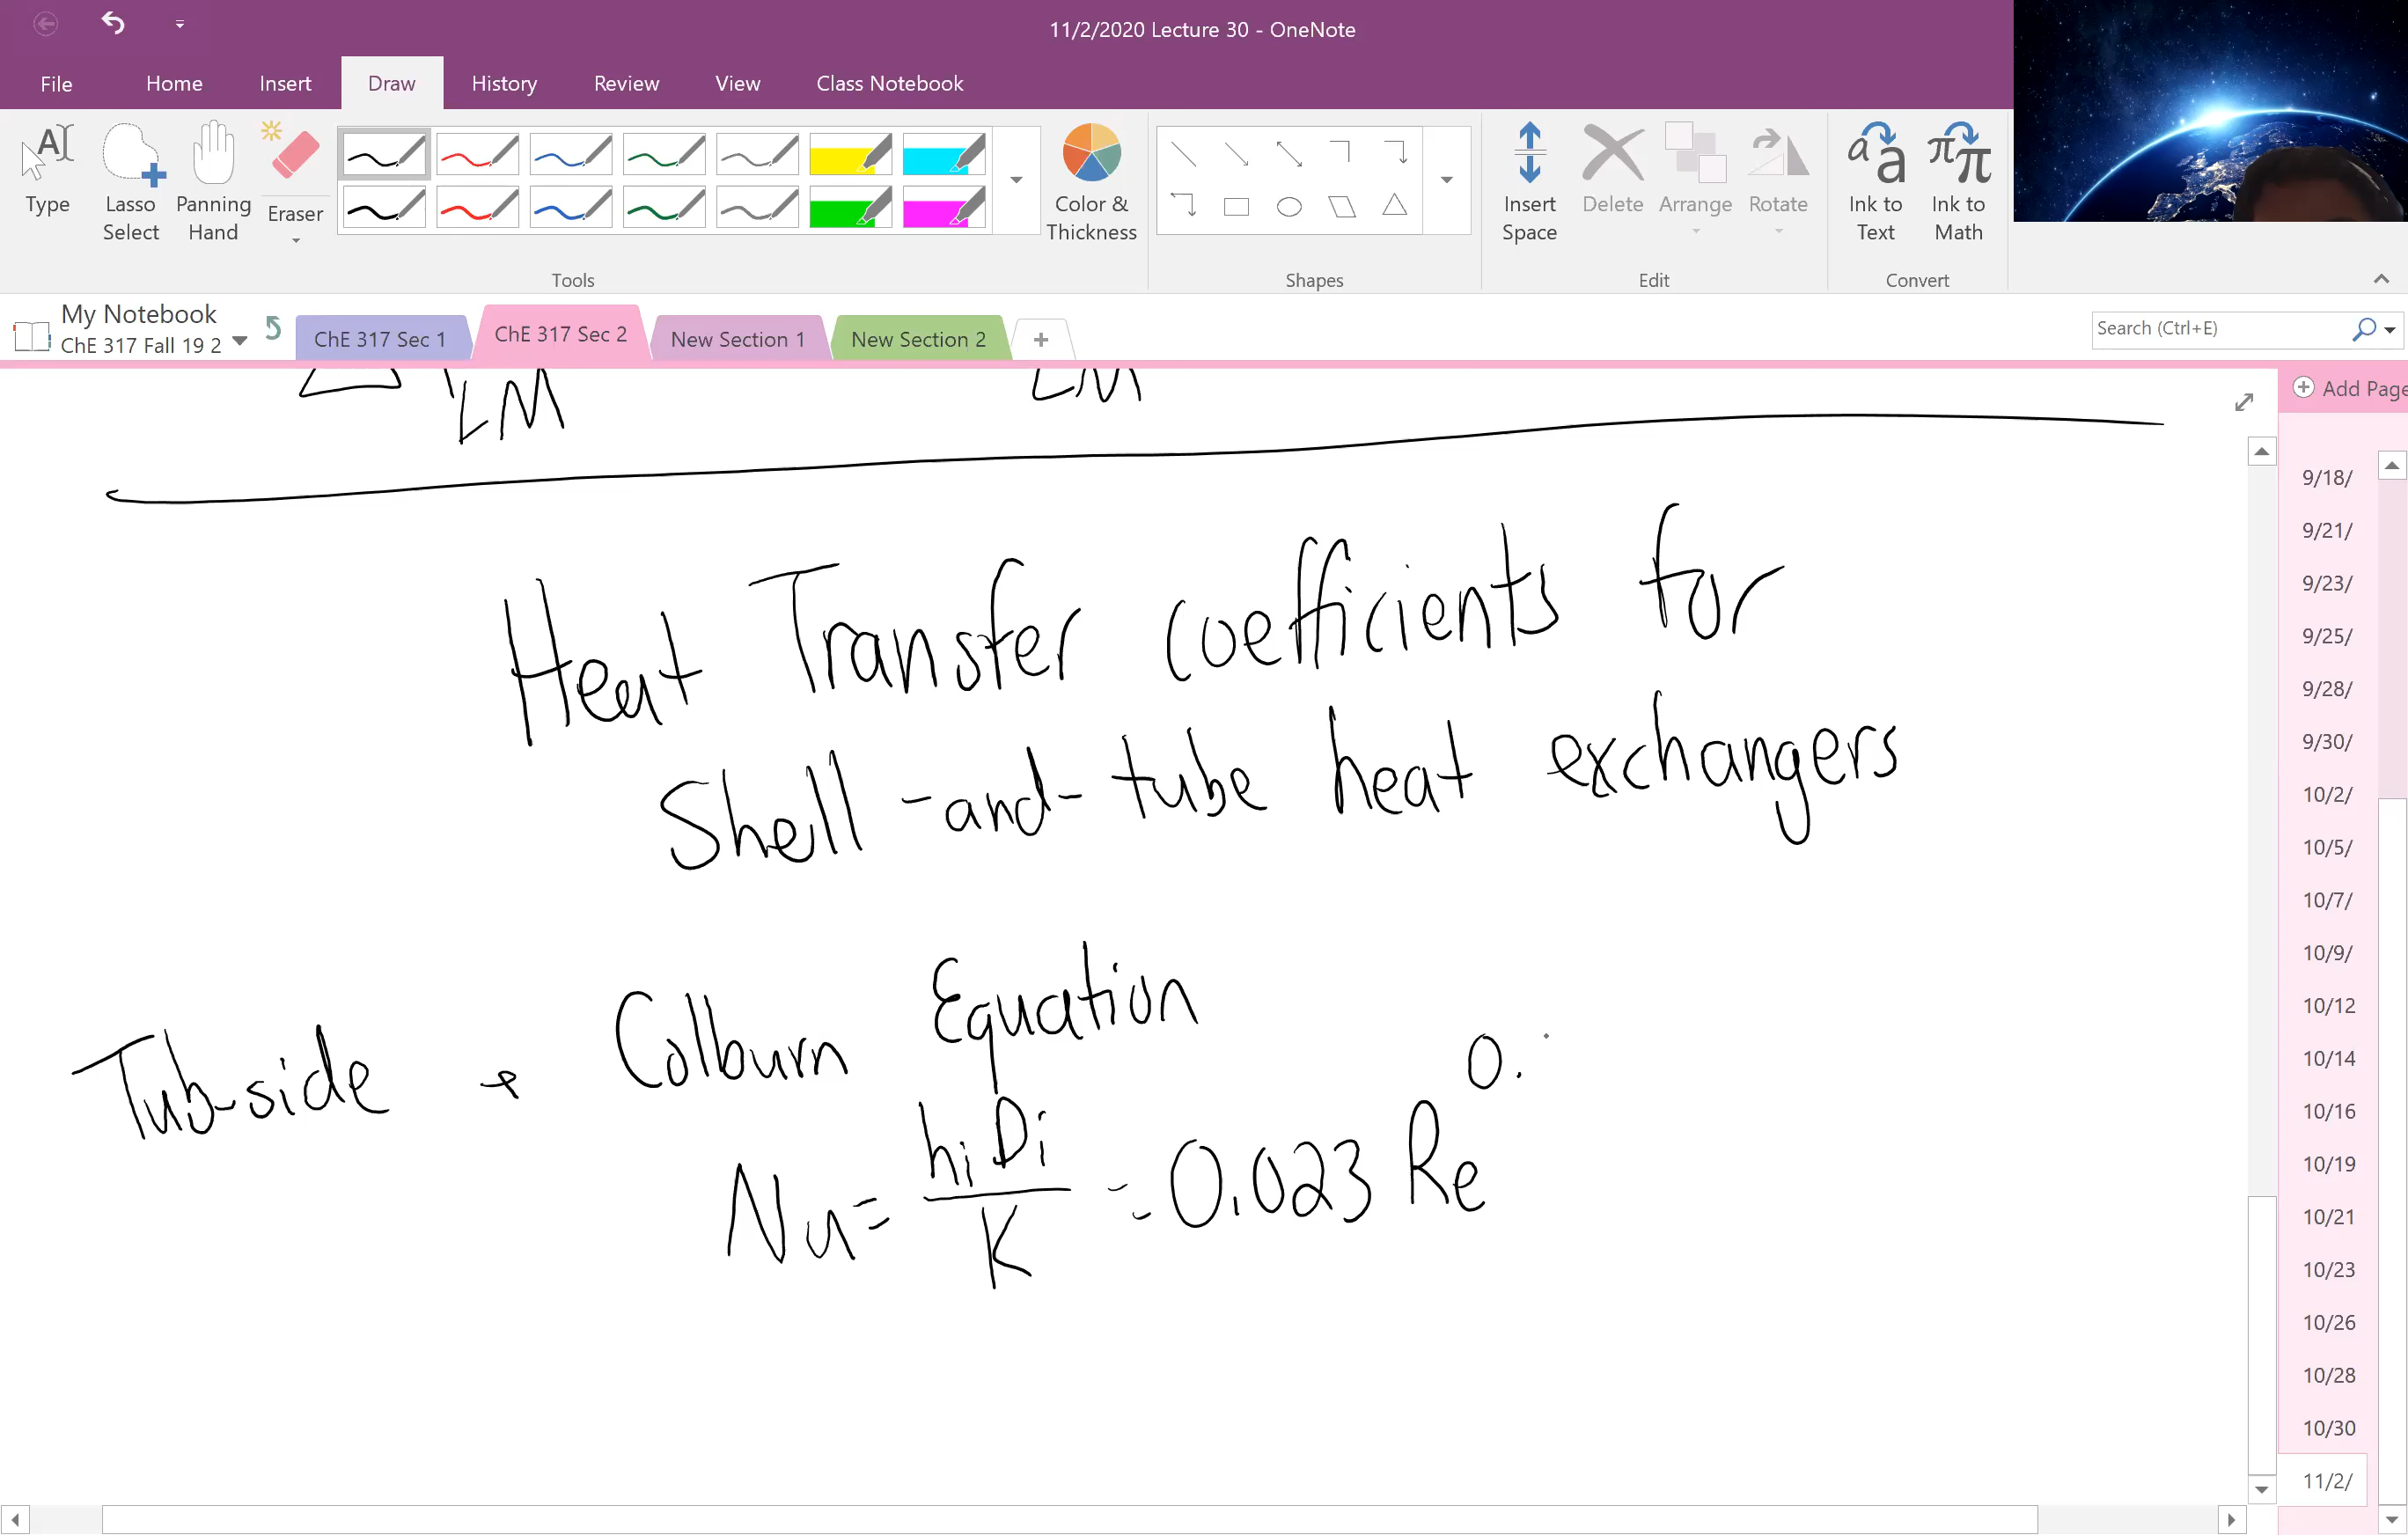 11/2/2020 Lecture 30 - OneNote
File Home Insert Draw History Review View Class Notebook
Type
Lasso Select
Panning Hand
Eraser
Color & Thickness
Insert Space
Delete
Arrange
Rotate
Ink to Text
Ink to Math
Tools Shapes Edit Convert
My Notebook
ChE 317 Fall 19 2
ChE 317 Sec 1 ChE 317 Sec 2 New Section 1 New Section 2 +
Search (Ctrl+E)
Add Page
LM LM
Heat Transfer coefficients for
Shell-and-tube heat exchangers
Tub-side Colburn Equation
Nu = hiDi/K = 0.023 Re^0.
9/18/
9/21/
9/23/
9/25/
9/28/
9/30/
10/2/
10/5/
10/7/
10/9/
10/12
10/14
10/16
10/19
10/21
10/23
10/26
10/28
10/30
11/2/